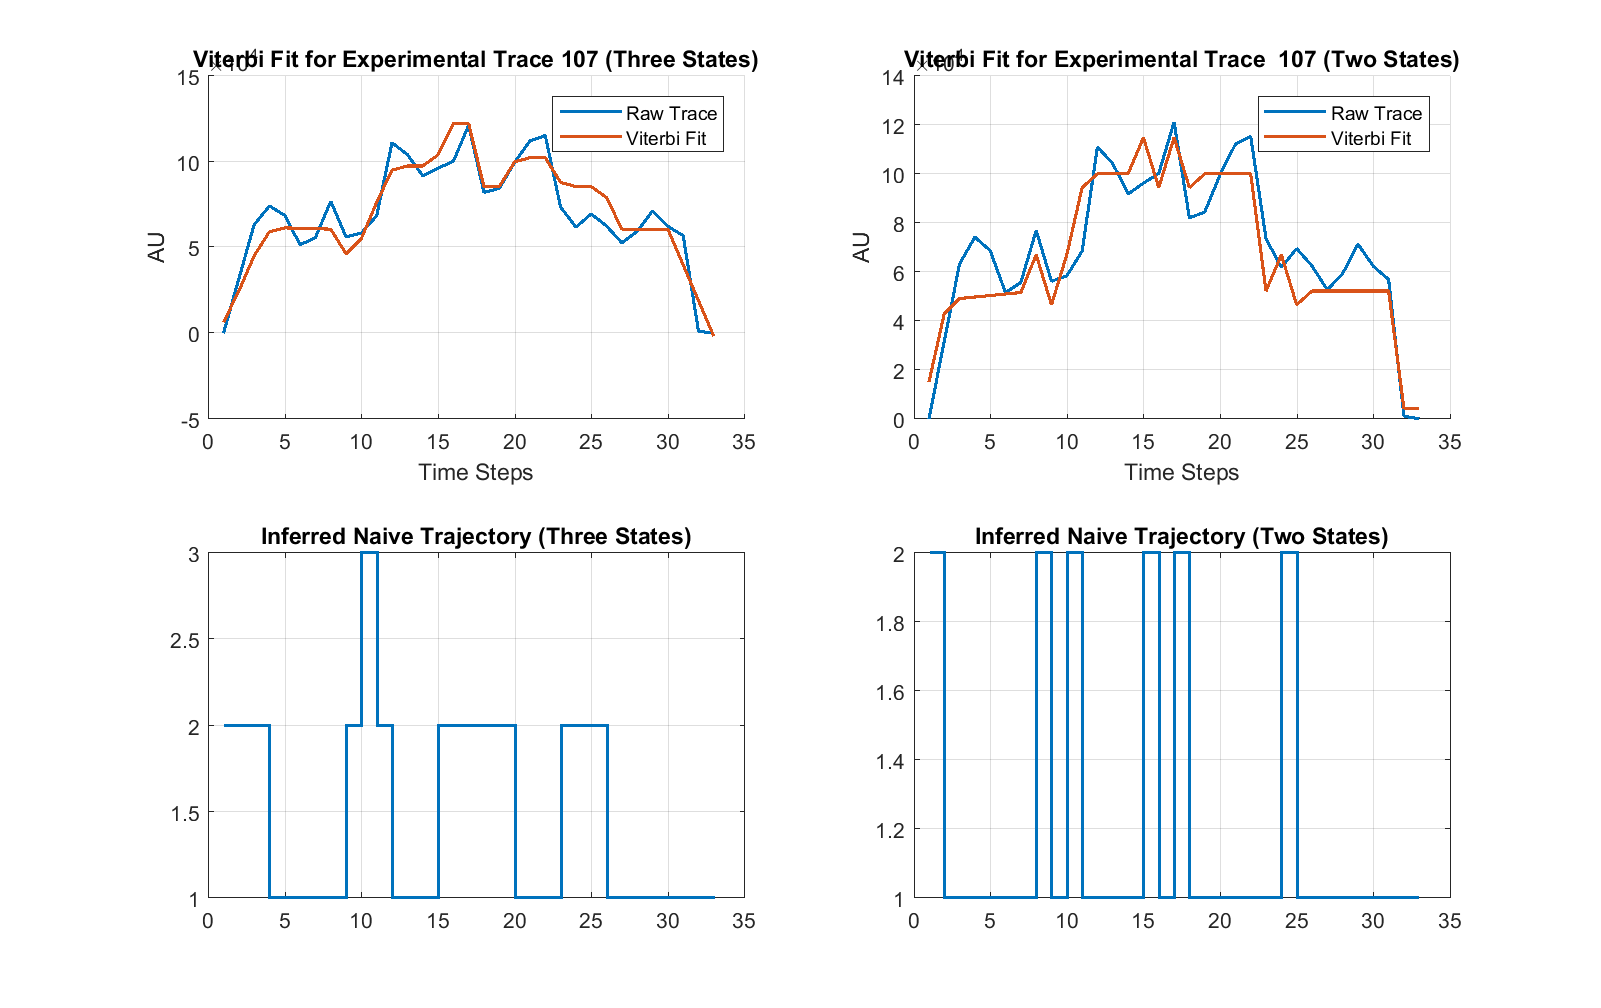 Viterbi Fit for Experimental Trace 107 (Three States)
15
10
5
0
-5
AU
Raw Trace
Viterbi Fit
0 5 10 15 20 25 30 35
Time Steps
Viterbi Fit for Experimental Trace  107 (Two States)
14
12
10
8
6
4
2
0
AU
Raw Trace
Viterbi Fit
0 5 10 15 20 25 30 35
Time Steps
Inferred Naive Trajectory (Three States)
3
2.5
2
1.5
1
0 5 10 15 20 25 30 35
Inferred Naive Trajectory (Two States)
2
1.8
1.6
1.4
1.2
1
0 5 10 15 20 25 30 35